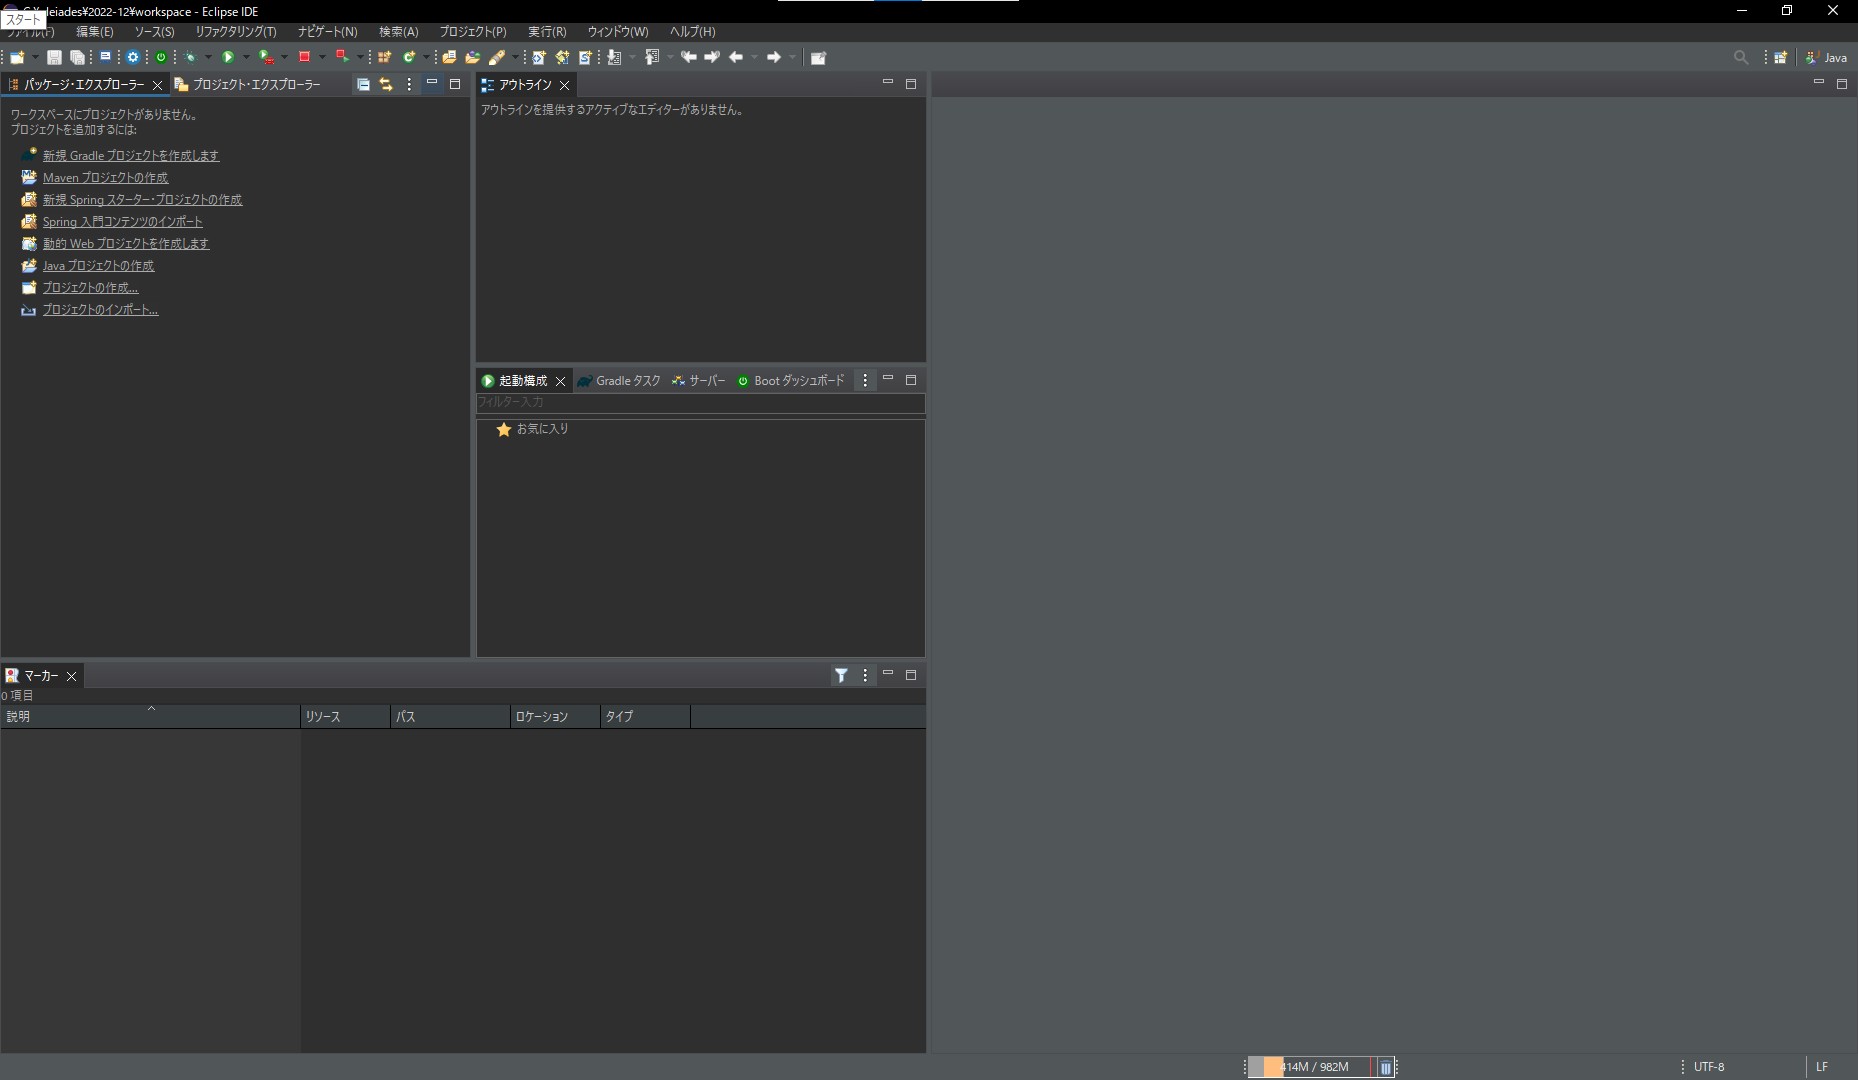 ¥2022-12¥workspace - Eclipse IDE
スタート
編集(E) ソース(S) リファクタリング(T) ナビゲート(N) 検索(A) プロジェクト(P) 実行(R) ウィンドウ(W) ヘルプ(H)
Java
パッケージ・エクスプローラー プロジェクト・エクスプローラー
ワークスペースにプロジェクトがありません。
プロジェクトを追加するには:
新規 Gradle プロジェクトを作成します
Maven プロジェクトの作成
新規 Spring スターター・プロジェクトの作成
Spring 入門コンテンツのインポート
動的 Web プロジェクトを作成します
Java プロジェクトの作成
プロジェクトの作成...
プロジェクトのインポート...
アウトライン
アウトラインを提供するアクティブなエディターがありません。
起動構成 Gradle タスク サーバー Boot ダッシュボード
フィルター入力
お気に入り
マーカー
0 項目
説明 リソース パス ロケーション タイプ
414M / 982M UTF-8 LF